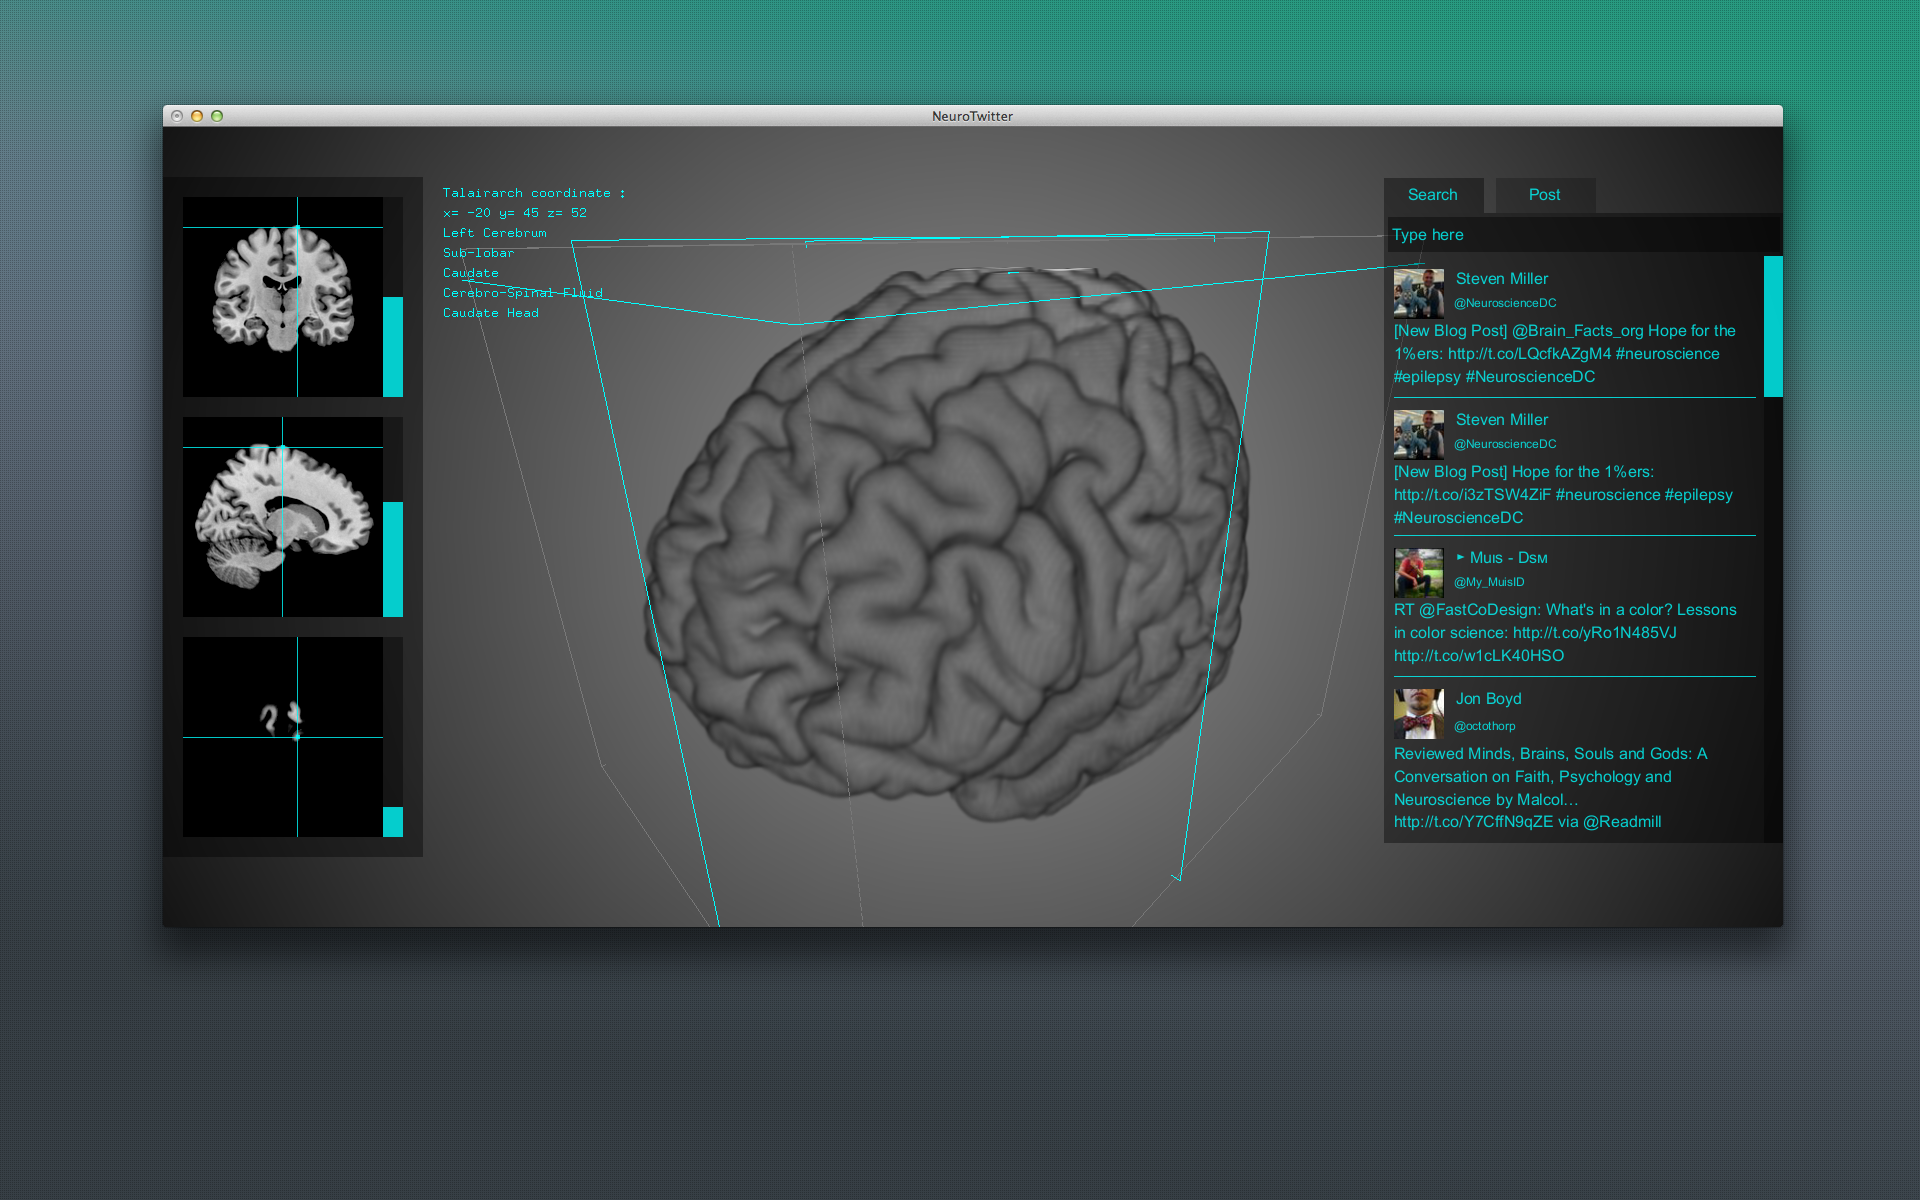 NeuroTwitter
Talairarch coordinate :
x= -20 y= 45 z= 52
Left Cerebrum
Sub-lobar
Caudate
Cerebro-Spinal Fluid
Caudate Head
Search
Post
Type here
Steven Miller
@NeuroscienceDC
[New Blog Post] @Brain_Facts_org Hope for the
1%ers: http://t.co/LQcfkAZgM4 #neuroscience
#epilepsy #NeuroscienceDC
Steven Miller
@NeuroscienceDC
[New Blog Post] Hope for the 1%ers:
http://t.co/i3zTSW4ZiF #neuroscience #epilepsy
#NeuroscienceDC
► Mᴜıs - Dsᴍ
@My_MuisID
RT @FastCoDesign: What's in a color? Lessons
in color science: http://t.co/yRo1N485VJ
http://t.co/w1cLK40HSO
Jon Boyd
@octothorp
Reviewed Minds, Brains, Souls and Gods: A
Conversation on Faith, Psychology and
Neuroscience by Malcol…
http://t.co/Y7CffN9qZE via @Readmill